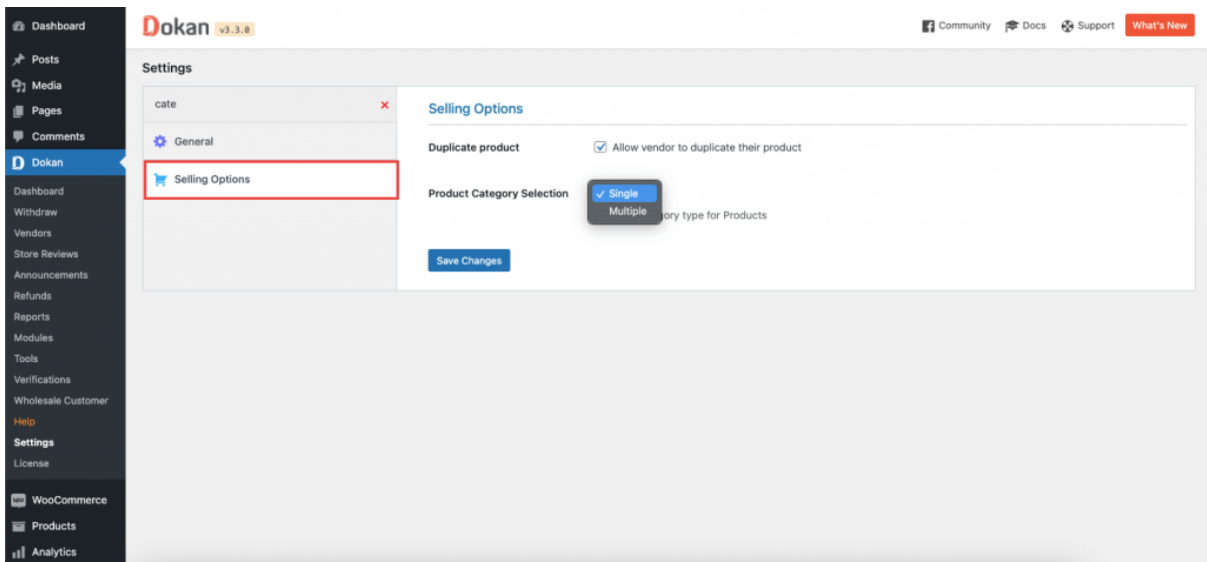 Dashboard
Posts
Media
Pages
Comments
Dokan
Dashboard
Withdraw
Vendors
Store Reviews
Announcements
Refunds
Reports
Modules
Tools
Verifications
Wholesale Customer
Help
Settings
License
WooCommerce
Products
Analytics
Dokan v3.3.0
Community Docs Support What's New
Settings
cate
General
Selling Options
Selling Options
Duplicate product Allow vendor to duplicate their product
Product Category Selection Single
Multiple type for Products
Save Changes